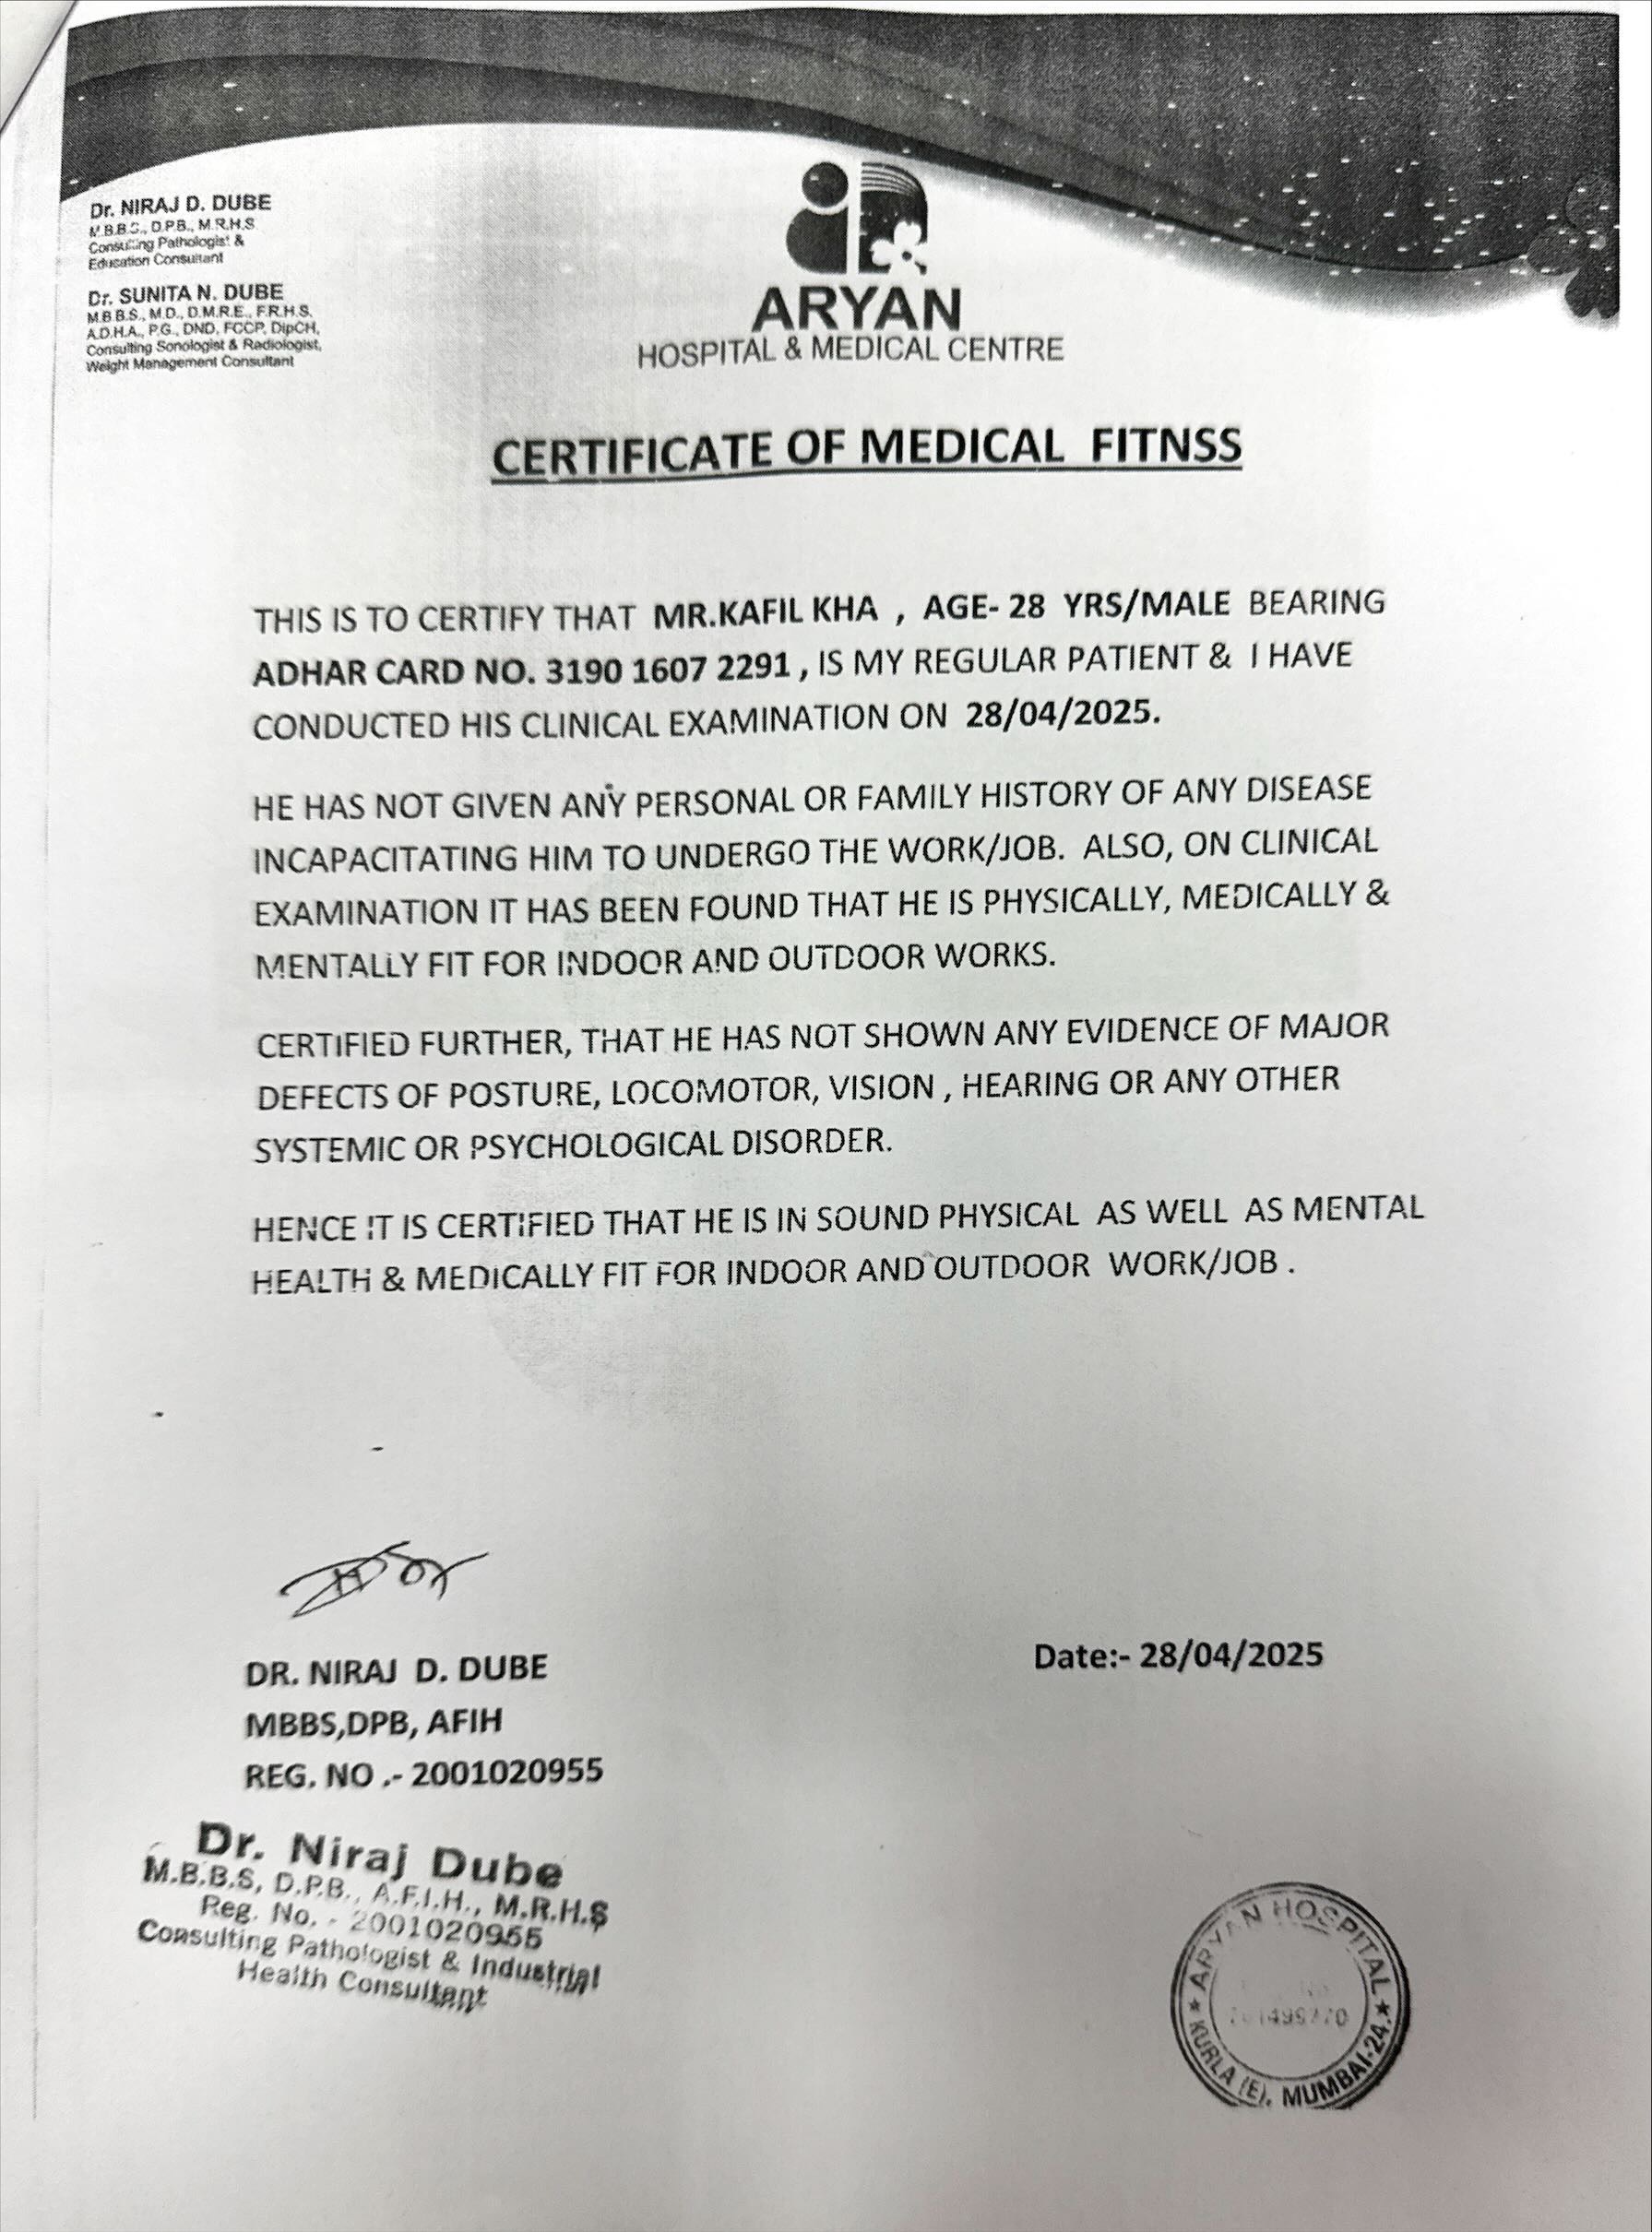 Dr. NIRAJ D. DUBE
M.B.B.S., D.P.B., M.R.H.S
Consulting Pathologist &
Education Consultant
Dr. SUNITA N. DUBE
M.B.B.S., M.D., D.M.R.E., F.R.H.S.
A.D.H.A., P.G., DND, FCCP, DipCH,
Consulting Sonologist & Radiologist,
Weight Management Consultant
ARYAN
HOSPITAL & MEDICAL CENTRE
CERTIFICATE OF MEDICAL FITNSS
THIS IS TO CERTIFY THAT MR.KAFIL KHA , AGE- 28 YRS/MALE BEARING
ADHAR CARD NO. 3190 1607 2291 , IS MY REGULAR PATIENT & I HAVE
CONDUCTED HIS CLINICAL EXAMINATION ON 28/04/2025.
HE HAS NOT GIVEN ANY PERSONAL OR FAMILY HISTORY OF ANY DISEASE
INCAPACITATING HIM TO UNDERGO THE WORK/JOB. ALSO, ON CLINICAL
EXAMINATION IT HAS BEEN FOUND THAT HE IS PHYSICALLY, MEDICALLY &
MENTALLY FIT FOR INDOOR AND OUTDOOR WORKS.
CERTIFIED FURTHER, THAT HE HAS NOT SHOWN ANY EVIDENCE OF MAJOR
DEFECTS OF POSTURE, LOCOMOTOR, VISION , HEARING OR ANY OTHER
SYSTEMIC OR PSYCHOLOGICAL DISORDER.
HENCE IT IS CERTIFIED THAT HE IS IN SOUND PHYSICAL AS WELL AS MENTAL
HEALTH & MEDICALLY FIT FOR INDOOR AND OUTDOOR WORK/JOB .
DR. NIRAJ D. DUBE
MBBS,DPB, AFIH
REG. NO .- 2001020955
Date:- 28/04/2025
Dr. Niraj Dube
M.B.B.S, D.P.B., A.F.I.H., M.R.H.S
Reg. No. - 2001020955
Consulting Pathologist & Industrial
Health Consultant
ARYAN HOSPITAL
KURLA (E), MUMBAI-24.